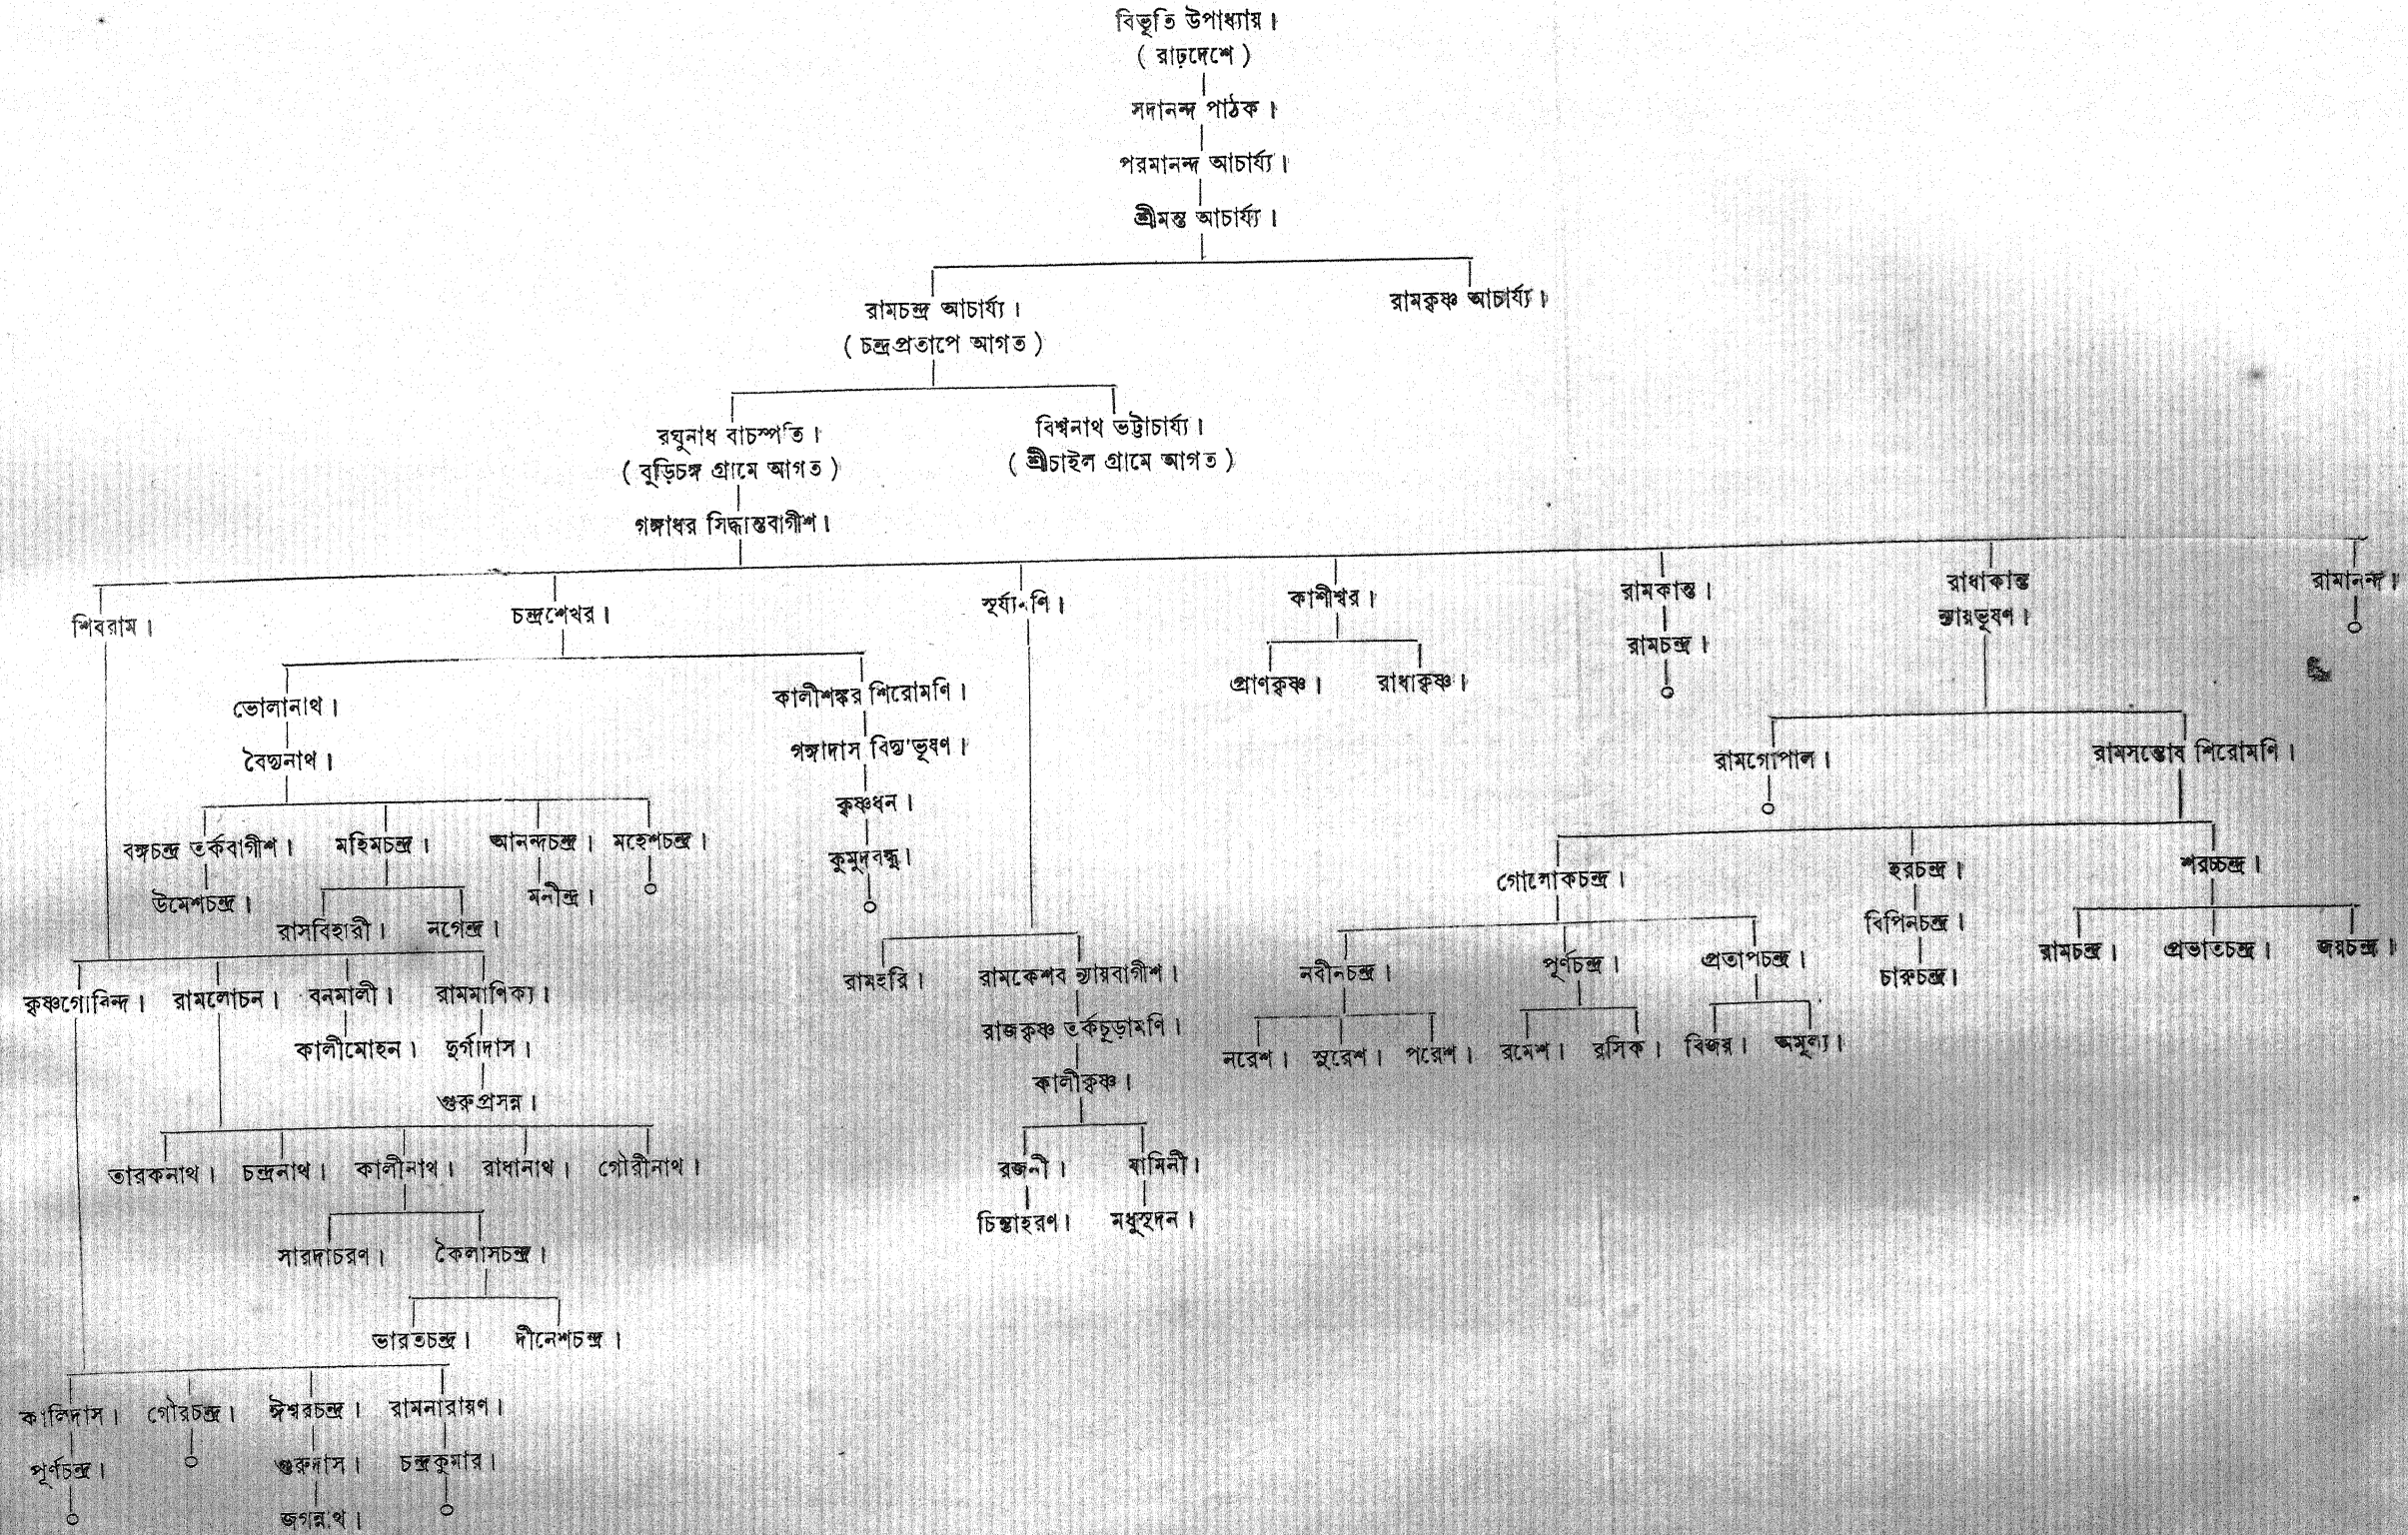 বিভূতি উপাধ্যায়।
( রাঢ়দেশে )
সদানন্দ পাঠক।
পরমানন্দ আচার্য্য।
শ্রীমন্ত আচার্য্য।
রামচন্দ্র আচার্য্য। রামকৃষ্ণ আচার্য্য।
( চন্দ্রপ্রতাপে আগত )
রঘুনাথ বাচস্পতি। বিশ্বনাথ ভট্টাচার্য্য।
( বুড়িচঙ্গ গ্রামে আগত ) ( শ্রীচাইল গ্রামে আগত )
গঙ্গাধর সিদ্ধান্তবাগীশ।
শিবরাম। চন্দ্রশেখর। সূর্য্যমণি। কাশীশ্বর। রামকান্ত। রাধাকান্ত রামানন্দ।
ন্যায়ভূষণ।
রামচন্দ্র।
ভোলানাথ। কালীশঙ্কর শিরোমণি। প্রাণকৃষ্ণ। রাধাকৃষ্ণ।
বৈদ্যনাথ। গঙ্গাদাস বিদ্যাভূষণ। রামগোপাল। রামসন্তোষ শিরোমণি।
কৃষ্ণধন।
বঙ্গচন্দ্র তর্কবাগীশ। মহিমচন্দ্র। আনন্দচন্দ্র। মহেশচন্দ্র। কুমুদবন্ধু। গোলোকচন্দ্র। হরচন্দ্র। শরচ্চন্দ্র।
উমেশচন্দ্র। মনীন্দ্র। বিপিনচন্দ্র।
রাসবিহারী। নগেন্দ্র।
রামহরি। রামকেশব ন্যায়বাগীশ। নবীনচন্দ্র। পূর্ণচন্দ্র। প্রতাপচন্দ্র। চারুচন্দ্র। রামচন্দ্র। প্রভাতচন্দ্র। জয়চন্দ্র।
কৃষ্ণগোবিন্দ। রামলোচন। বনমালী। রামমাণিক্য।
রাজকৃষ্ণ তর্কচূড়ামণি।
কালীমোহন। দুর্গাদাস। নরেশ। সুরেশ। পরেশ। রমেশ। রসিক। বিজয়। অমূল্য।
গুরুপ্রসন্ন। কালীকৃষ্ণ।
তারকনাথ। চন্দ্রনাথ। কালীনাথ। রাধানাথ। গৌরীনাথ। রজনী। যামিনী।
চিন্তাহরণ। মধুসূদন।
সারদাচরণ। কৈলাসচন্দ্র।
ভারতচন্দ্র। দীনেশচন্দ্র।
কালিদাস। গৌরচন্দ্র। ঈশ্বরচন্দ্র। রামনারায়ণ।
পূর্ণচন্দ্র। গুরুদাস। চন্দ্রকুমার।
জগন্নাথ।